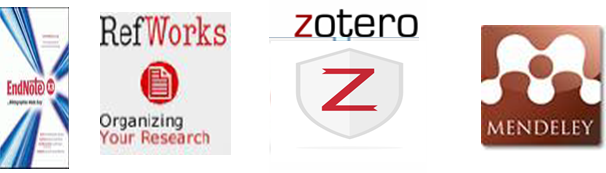 EndNote
RefWorks
Organizing
Your Research
zotero
Z
MENDELEY